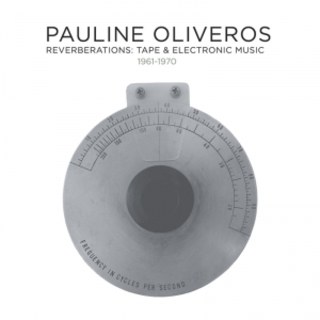 PAULINE OLIVEROS
REVERBERATIONS: TAPE & ELECTRONIC MUSIC
1961-1970
FREQUENCY IN CYCLES PER SECOND